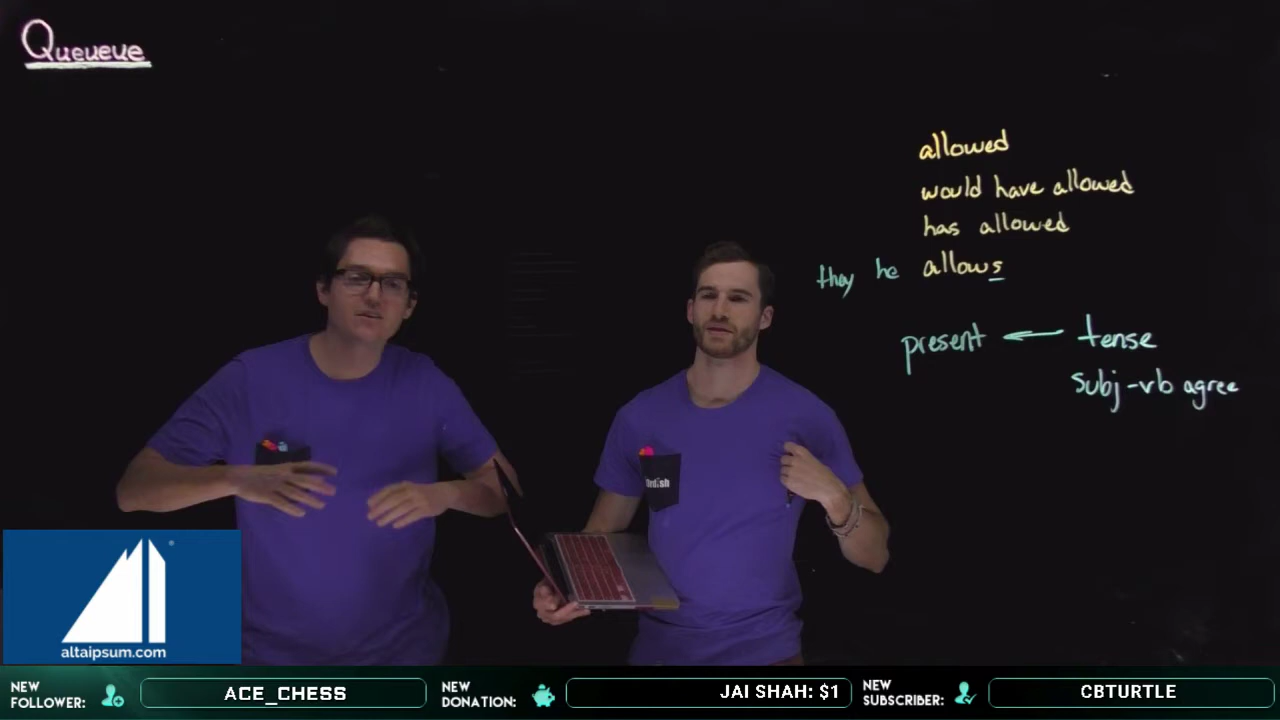 Queueue
allowed
would have allowed
has allowed
they he allows
present ← tense
subj-vb agree
altaipsum.com
NEW FOLLOWER:
ACE_CHESS
NEW DONATION:
JAI SHAH: $1
NEW SUBSCRIBER:
CBTURTLE